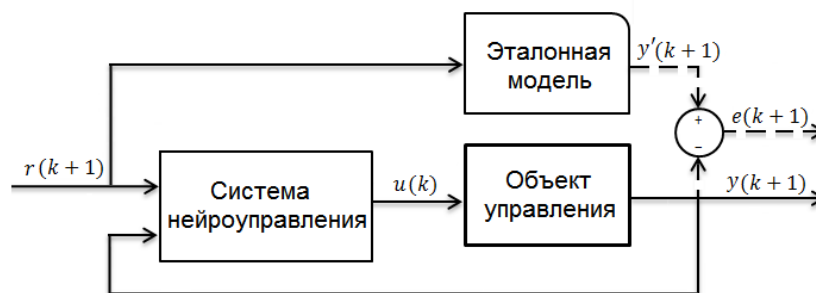 Эталонная
модель
y′(k+1)
+
e(k+1)
−
r(k+1)
Система
нейроуправления
u(k)
Объект
управления
y(k+1)